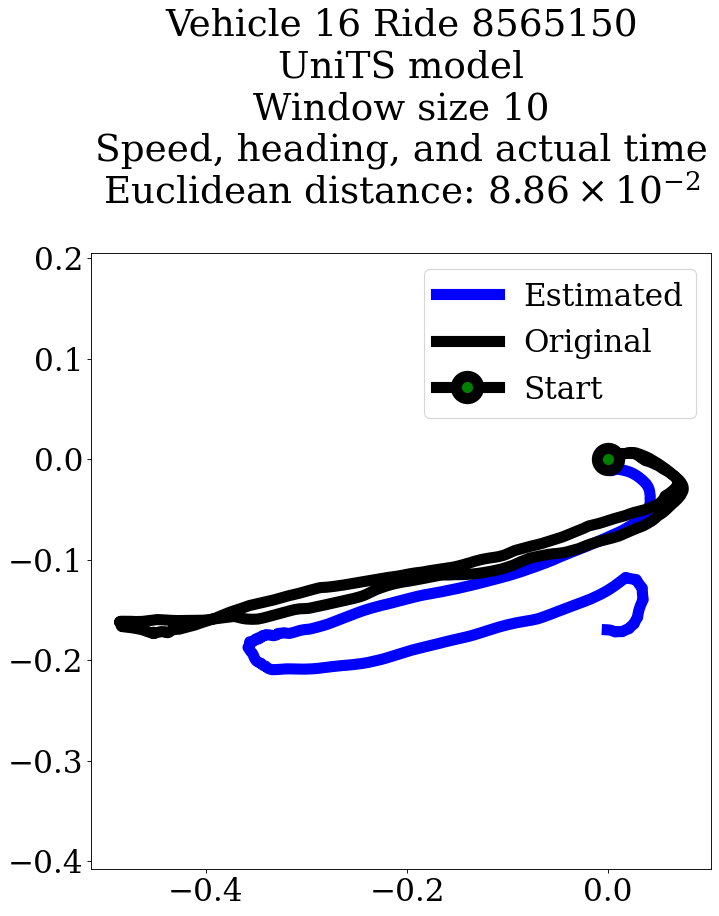 Vehicle 16 Ride 8565150
UniTS model
Window size 10
Speed, heading, and actual time
Euclidean distance: 8.86 × 10⁻²
Estimated
Original
Start
0.2
0.1
0.0
−0.1
−0.2
−0.3
−0.4
−0.4 −0.2 0.0